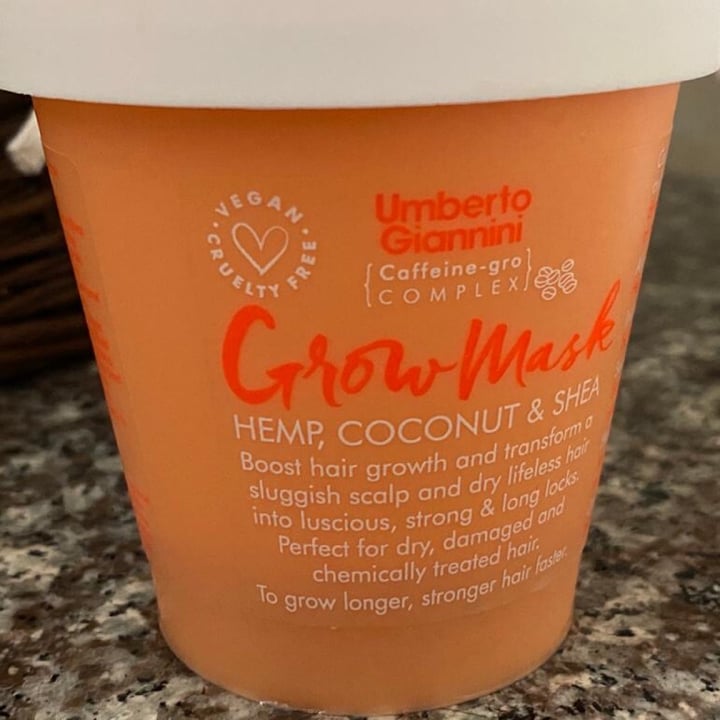 VEGAN
CRUELTY FREE
Umberto
Giannini
{Caffeine-gro
COMPLEX}
Grow Mask
HEMP, COCONUT & SHEA
Boost hair growth and transform a
sluggish scalp and dry lifeless hair
into luscious, strong & long locks.
Perfect for dry, damaged and
chemically treated hair.
To grow longer, stronger hair faster.